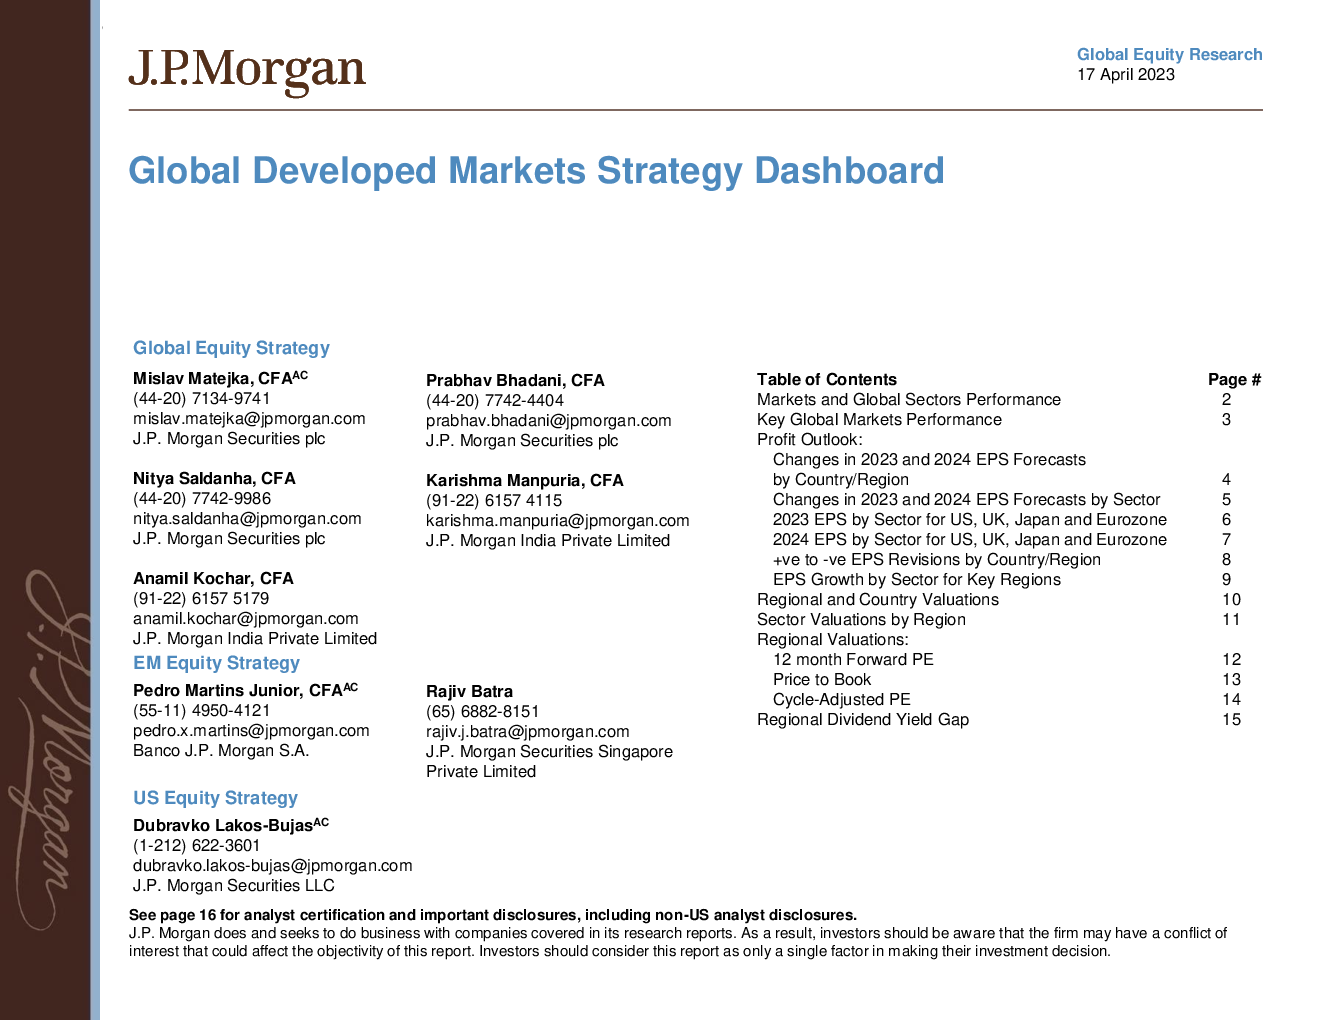 J.P.Morgan
Global Equity Research
17 April 2023
Global Developed Markets Strategy Dashboard
Global Equity Strategy
Mislav Matejka, CFAAC
(44-20) 7134-9741
mislav.matejka@jpmorgan.com
J.P. Morgan Securities plc
Nitya Saldanha, CFA
(44-20) 7742-9986
nitya.saldanha@jpmorgan.com
J.P. Morgan Securities plc
Anamil Kochar, CFA
(91-22) 6157 5179
anamil.kochar@jpmorgan.com
J.P. Morgan India Private Limited
Prabhav Bhadani, CFA
(44-20) 7742-4404
prabhav.bhadani@jpmorgan.com
J.P. Morgan Securities plc
Karishma Manpuria, CFA
(91-22) 6157 4115
karishma.manpuria@jpmorgan.com
J.P. Morgan India Private Limited
EM Equity Strategy
Pedro Martins Junior, CFAAC
(55-11) 4950-4121
pedro.x.martins@jpmorgan.com
Banco J.P. Morgan S.A.
Rajiv Batra
(65) 6882-8151
rajiv.j.batra@jpmorgan.com
J.P. Morgan Securities Singapore
Private Limited
US Equity Strategy
Dubravko Lakos-BujasAC
(1-212) 622-3601
dubravko.lakos-bujas@jpmorgan.com
J.P. Morgan Securities LLC
Table of Contents Page #
Markets and Global Sectors Performance 2
Key Global Markets Performance 3
Profit Outlook:
Changes in 2023 and 2024 EPS Forecasts
by Country/Region 4
Changes in 2023 and 2024 EPS Forecasts by Sector 5
2023 EPS by Sector for US, UK, Japan and Eurozone 6
2024 EPS by Sector for US, UK, Japan and Eurozone 7
+ve to -ve EPS Revisions by Country/Region 8
EPS Growth by Sector for Key Regions 9
Regional and Country Valuations 10
Sector Valuations by Region 11
Regional Valuations:
12 month Forward PE 12
Price to Book 13
Cycle-Adjusted PE 14
Regional Dividend Yield Gap 15
See page 16 for analyst certification and important disclosures, including non-US analyst disclosures.
J.P. Morgan does and seeks to do business with companies covered in its research reports. As a result, investors should be aware that the firm may have a conflict of
interest that could affect the objectivity of this report. Investors should consider this report as only a single factor in making their investment decision.
J.P.Morgan